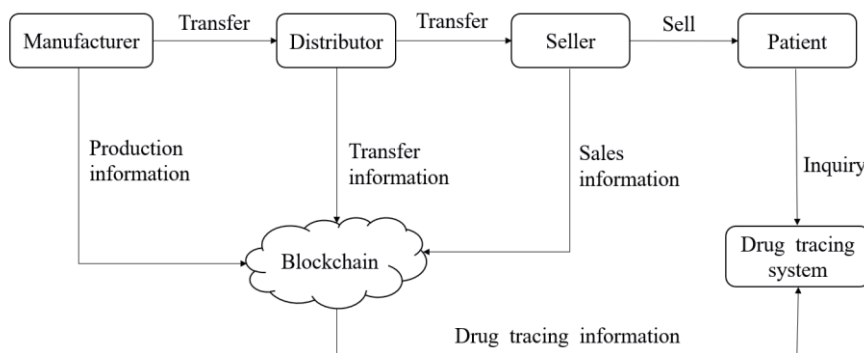 Transfer
Transfer
Sell
Manufacturer
Distributor
Seller
Patient
Production
information
Transfer
information
Sales
information
Inquiry
Blockchain
Drug tracing
system
Drug tracing information